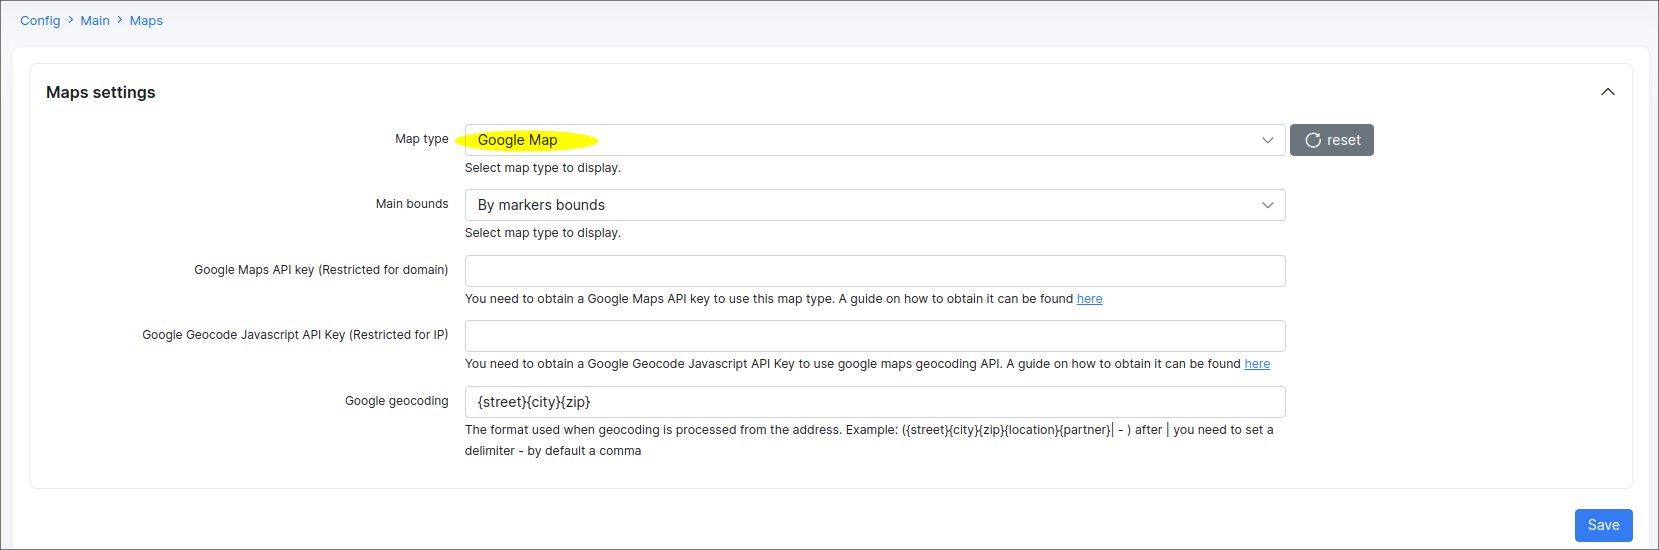 Config > Main > Maps
Maps settings
Map type
Google Map
reset
Select map type to display.
Main bounds
By markers bounds
Select map type to display.
Google Maps API key (Restricted for domain)
You need to obtain a Google Maps API key to use this map type. A guide on how to obtain it can be found here
Google Geocode Javascript API Key (Restricted for IP)
You need to obtain a Google Geocode Javascript API Key to use google maps geocoding API. A guide on how to obtain it can be found here
Google geocoding
{street}{city}{zip}
The format used when geocoding is processed from the address. Example: ({street}{city}{zip}{location}{partner}| - ) after | you need to set a
delimiter - by default a comma
Save